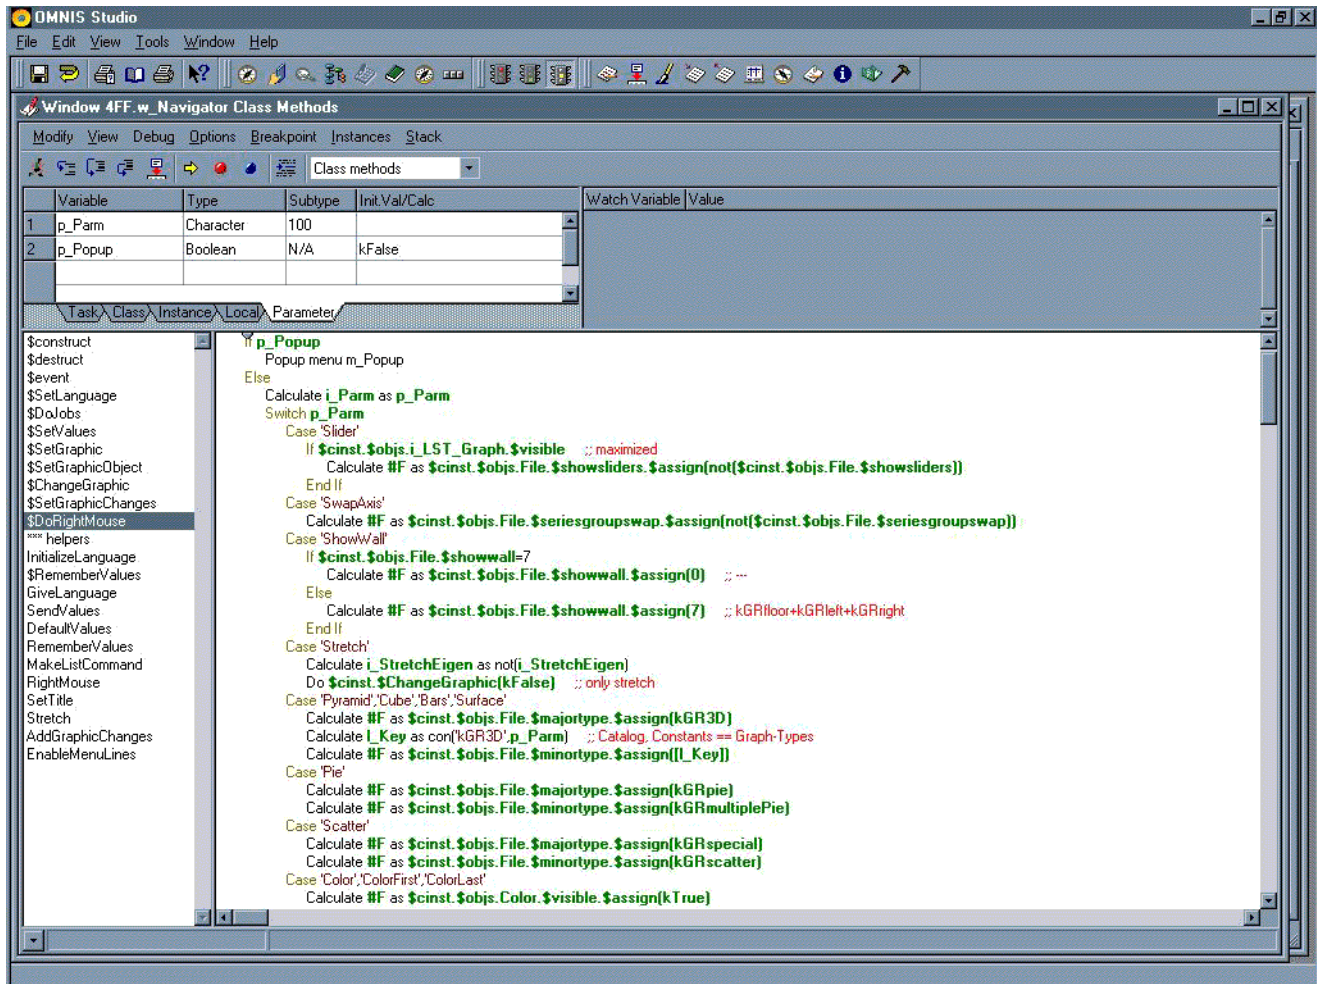 OMNIS Studio
File Edit View Tools Window Help
Window 4FF.w_Navigator Class Methods
Modify View Debug Options Breakpoint Instances Stack
Class methods
Variable Type Subtype Init.Val/Calc
1 p_Parm Character 100
2 p_Popup Boolean N/A kFalse
Task Class Instance Local Parameter
Watch Variable Value
$construct
$destruct
$event
$SetLanguage
$DoJobs
$SetValues
$SetGraphic
$SetGraphicObject
$ChangeGraphic
$SetGraphicChanges
$DoRightMouse
*** helpers
InitializeLanguage
$RememberValues
GiveLanguage
SendValues
DefaultValues
RememberValues
MakeListCommand
RightMouse
SetTitle
Stretch
AddGraphicChanges
EnableMenuLines
If p_Popup
Popup menu m_Popup
Else
Calculate i_Parm as p_Parm
Switch p_Parm
Case 'Slider'
If $cinst.$objs.i_LST_Graph.$visible ;; maximized
Calculate #F as $cinst.$objs.File.$showsliders.$assign(not($cinst.$objs.File.$showsliders))
End If
Case 'SwapAxis'
Calculate #F as $cinst.$objs.File.$seriesgroupswap.$assign(not($cinst.$objs.File.$seriesgroupswap))
Case 'ShowWall'
If $cinst.$objs.File.$showwall=7
Calculate #F as $cinst.$objs.File.$showwall.$assign(0) ;; ---
Else
Calculate #F as $cinst.$objs.File.$showwall.$assign(7) ;; kGRfloor+kGRleft+kGRright
End If
Case 'Stretch'
Calculate i_StretchEigen as not(i_StretchEigen)
Do $cinst.$ChangeGraphic(kFalse) ;; only stretch
Case 'Pyramid','Cube','Bars','Surface'
Calculate #F as $cinst.$objs.File.$majortype.$assign(kGR3D)
Calculate l_Key as con('kGR3D',p_Parm) ;; Catalog, Constants == Graph-Types
Calculate #F as $cinst.$objs.File.$minortype.$assign([l_Key])
Case 'Pie'
Calculate #F as $cinst.$objs.File.$majortype.$assign(kGRpie)
Calculate #F as $cinst.$objs.File.$minortype.$assign(kGRmultiplePie)
Case 'Scatter'
Calculate #F as $cinst.$objs.File.$majortype.$assign(kGRspecial)
Calculate #F as $cinst.$objs.File.$minortype.$assign(kGRscatter)
Case 'Color','ColorFirst','ColorLast'
Calculate #F as $cinst.$objs.Color.$visible.$assign(kTrue)